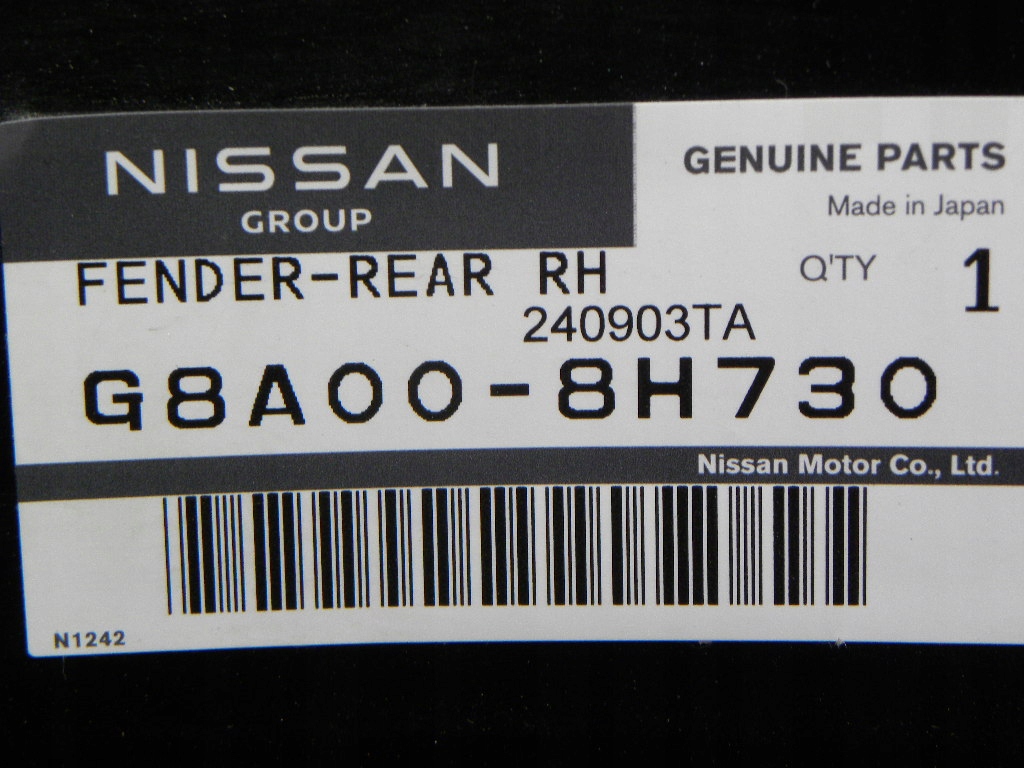 NISSAN
GROUP
GENUINE PARTS
Made in Japan
FENDER-REAR RH
Q'TY 1
240903TA
G8A00-8H730
Nissan Motor Co., Ltd.
N1242